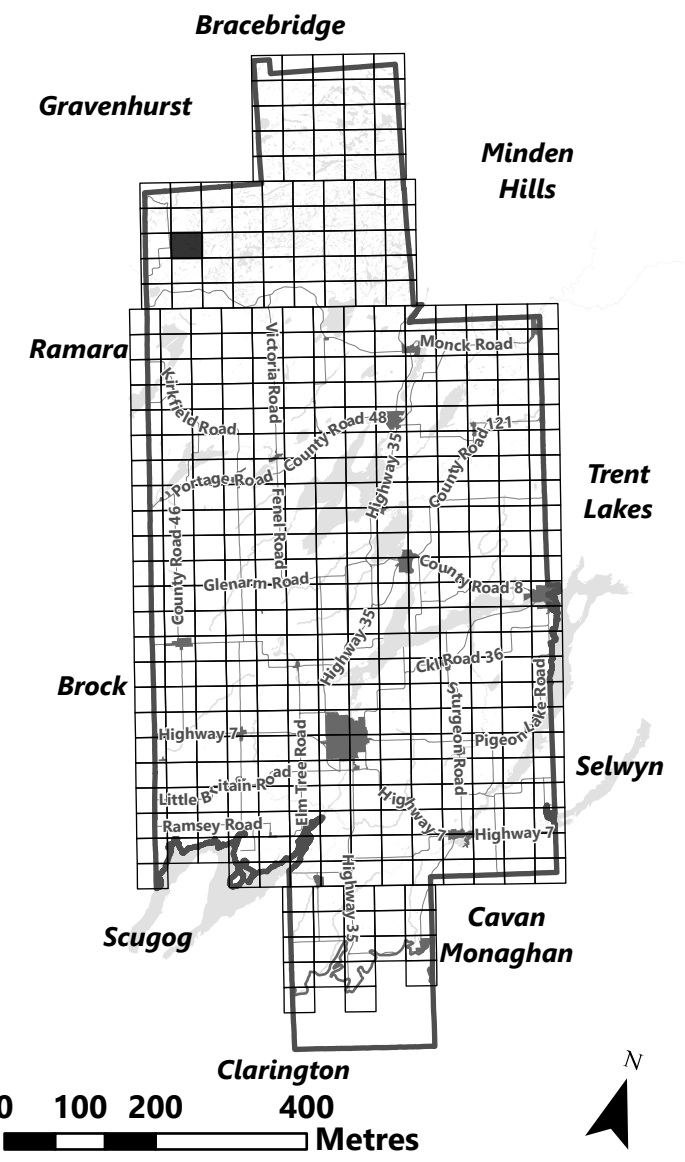 Bracebridge
Gravenhurst
Minden
Hills
Ramara
Monck Road
Victoria Road
Kirkfield Road
County Road 48
County Road 121
Highway 35
Portage Road
Trent
Lakes
Fenel Road
County Road 46
Glenarm Road
County Road 8
Highway 35
Ckl Road 36
Brock
Sturgeon Road
Pigeon Lake Road
Highway 7
Elm Tree Road
Selwyn
Little Britain Road
Highway 7
Ramsey Road
Highway 7
Highway 35
Scugog
Cavan
Monaghan
Clarington
N
0 100 200 400
Metres